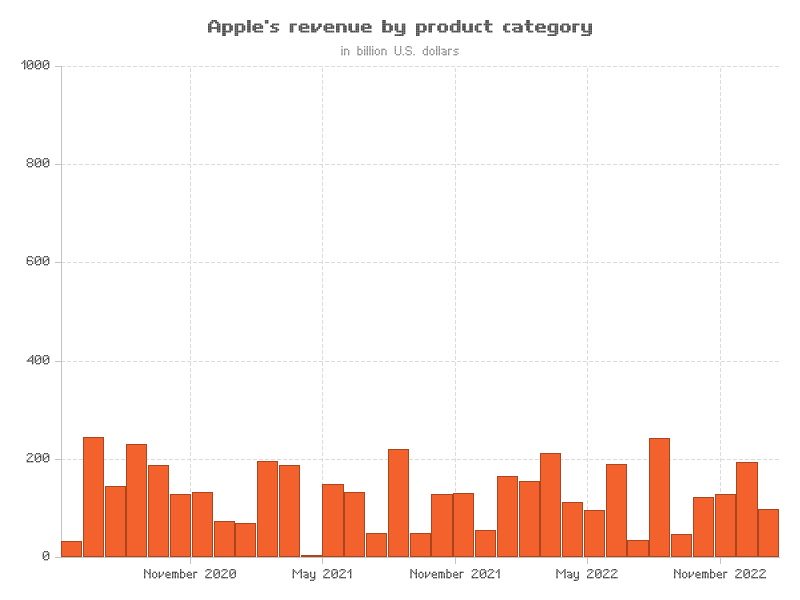 Apple's revenue by product category
in billion U.S. dollars
1000
800
600
400
200
0
November 2020 May 2021 November 2021 May 2022 November 2022